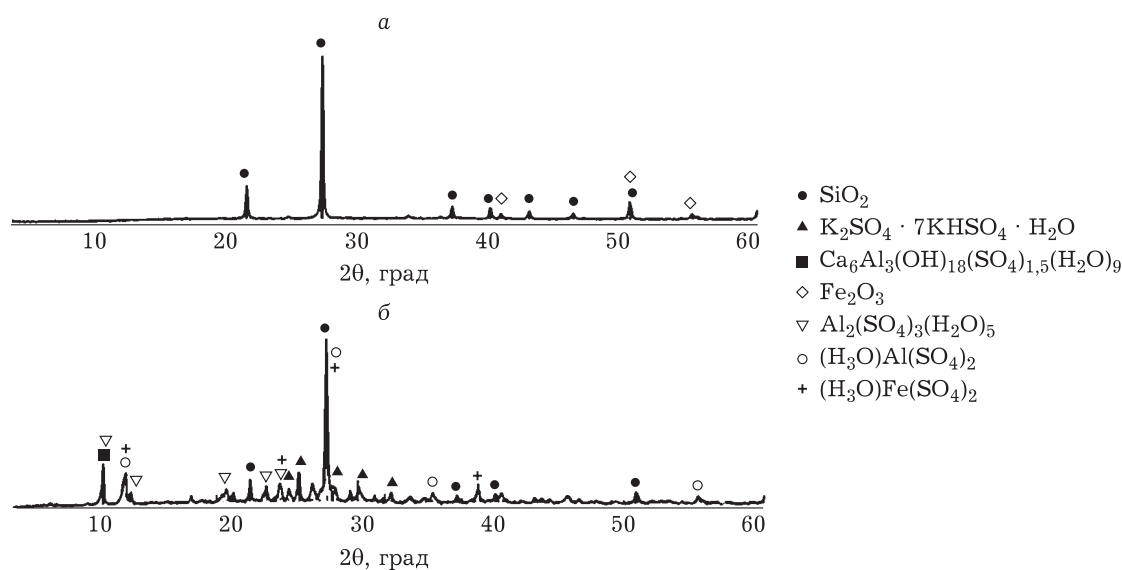 а
10 20 30 40 50 60
2θ, град
б
10 20 30 40 50 60
2θ, град
SiO₂
K₂SO₄ · 7KHSO₄ · H₂O
Ca₆Al₃(OH)₁₈(SO₄)₁,₅(H₂O)₉
Fe₂O₃
Al₂(SO₄)₃(H₂O)₅
(H₃O)Al(SO₄)₂
(H₃O)Fe(SO₄)₂